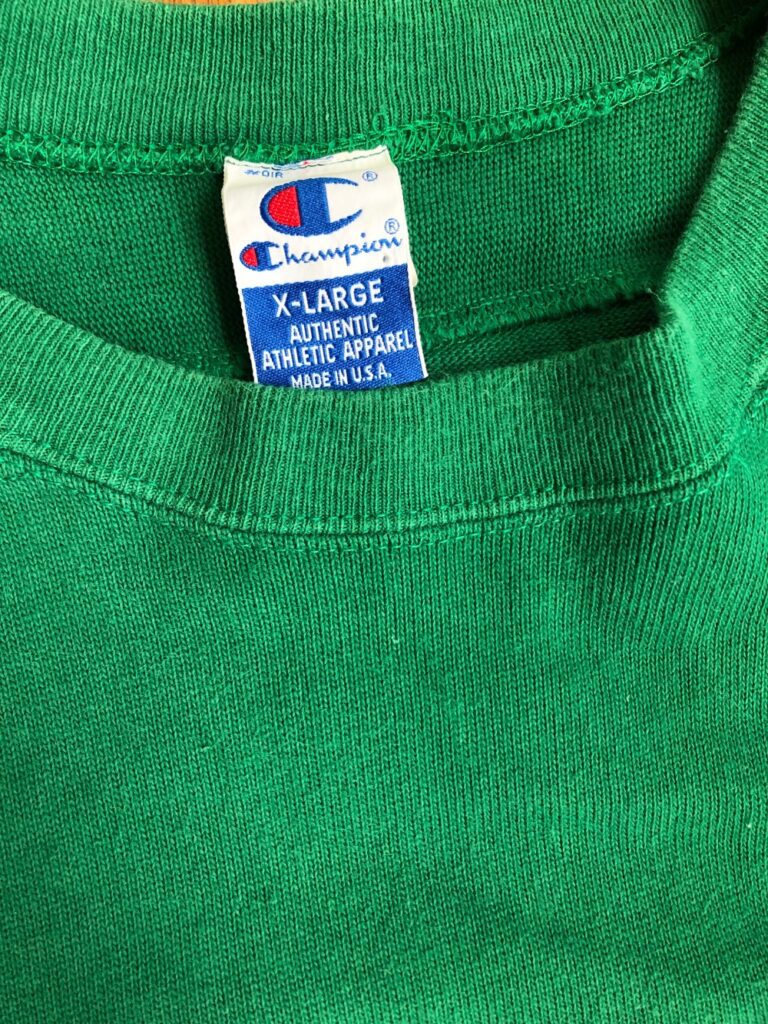 ®
Champion®
X-LARGE
AUTHENTIC
ATHLETIC APPAREL
MADE IN U.S.A.